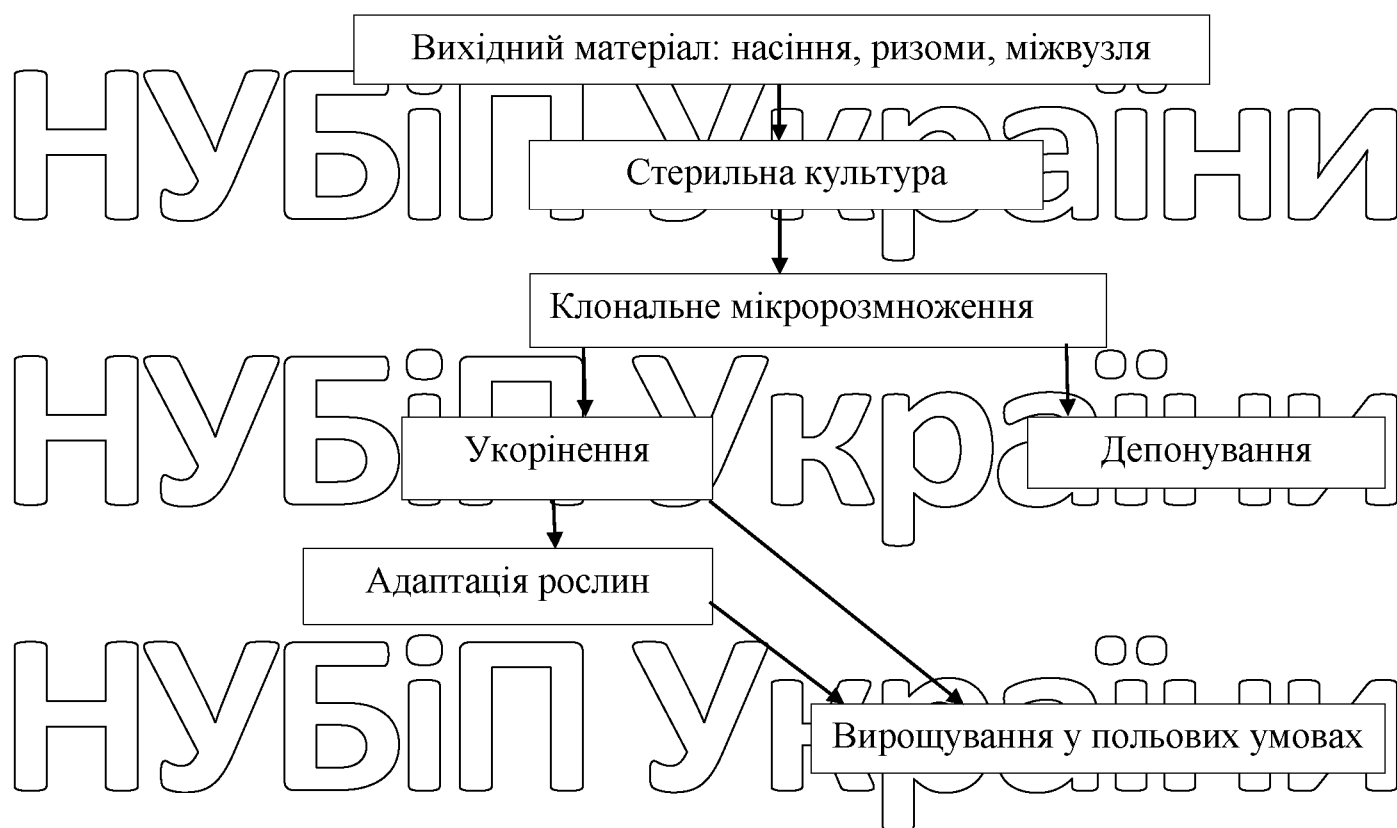 Вихідний матеріал: насіння, ризоми, міжвузля
НУБіП України
Стерильна культура
Клональне мікророзмноження
НУБіП України
Укорінення
Депонування
Адаптація рослин
НУБіП України
Вирощування у польових умовах